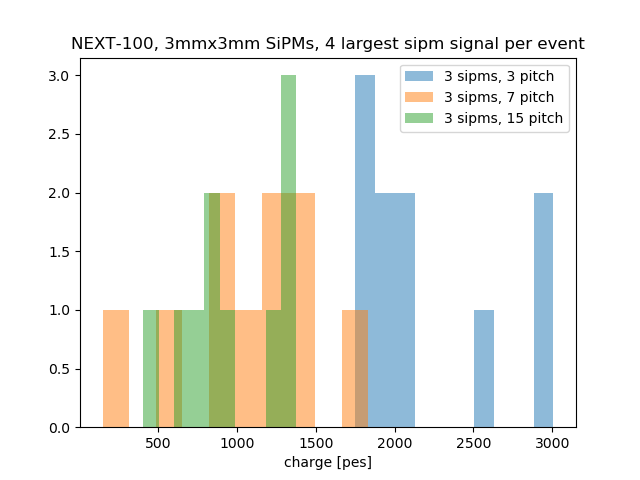 NEXT-100, 3mmx3mm SiPMs, 4 largest sipm signal per event
3 sipms, 3 pitch
3 sipms, 7 pitch
3 sipms, 15 pitch
3.0
2.5
2.0
1.5
1.0
0.5
0.0
500 1000 1500 2000 2500 3000
charge [pes]